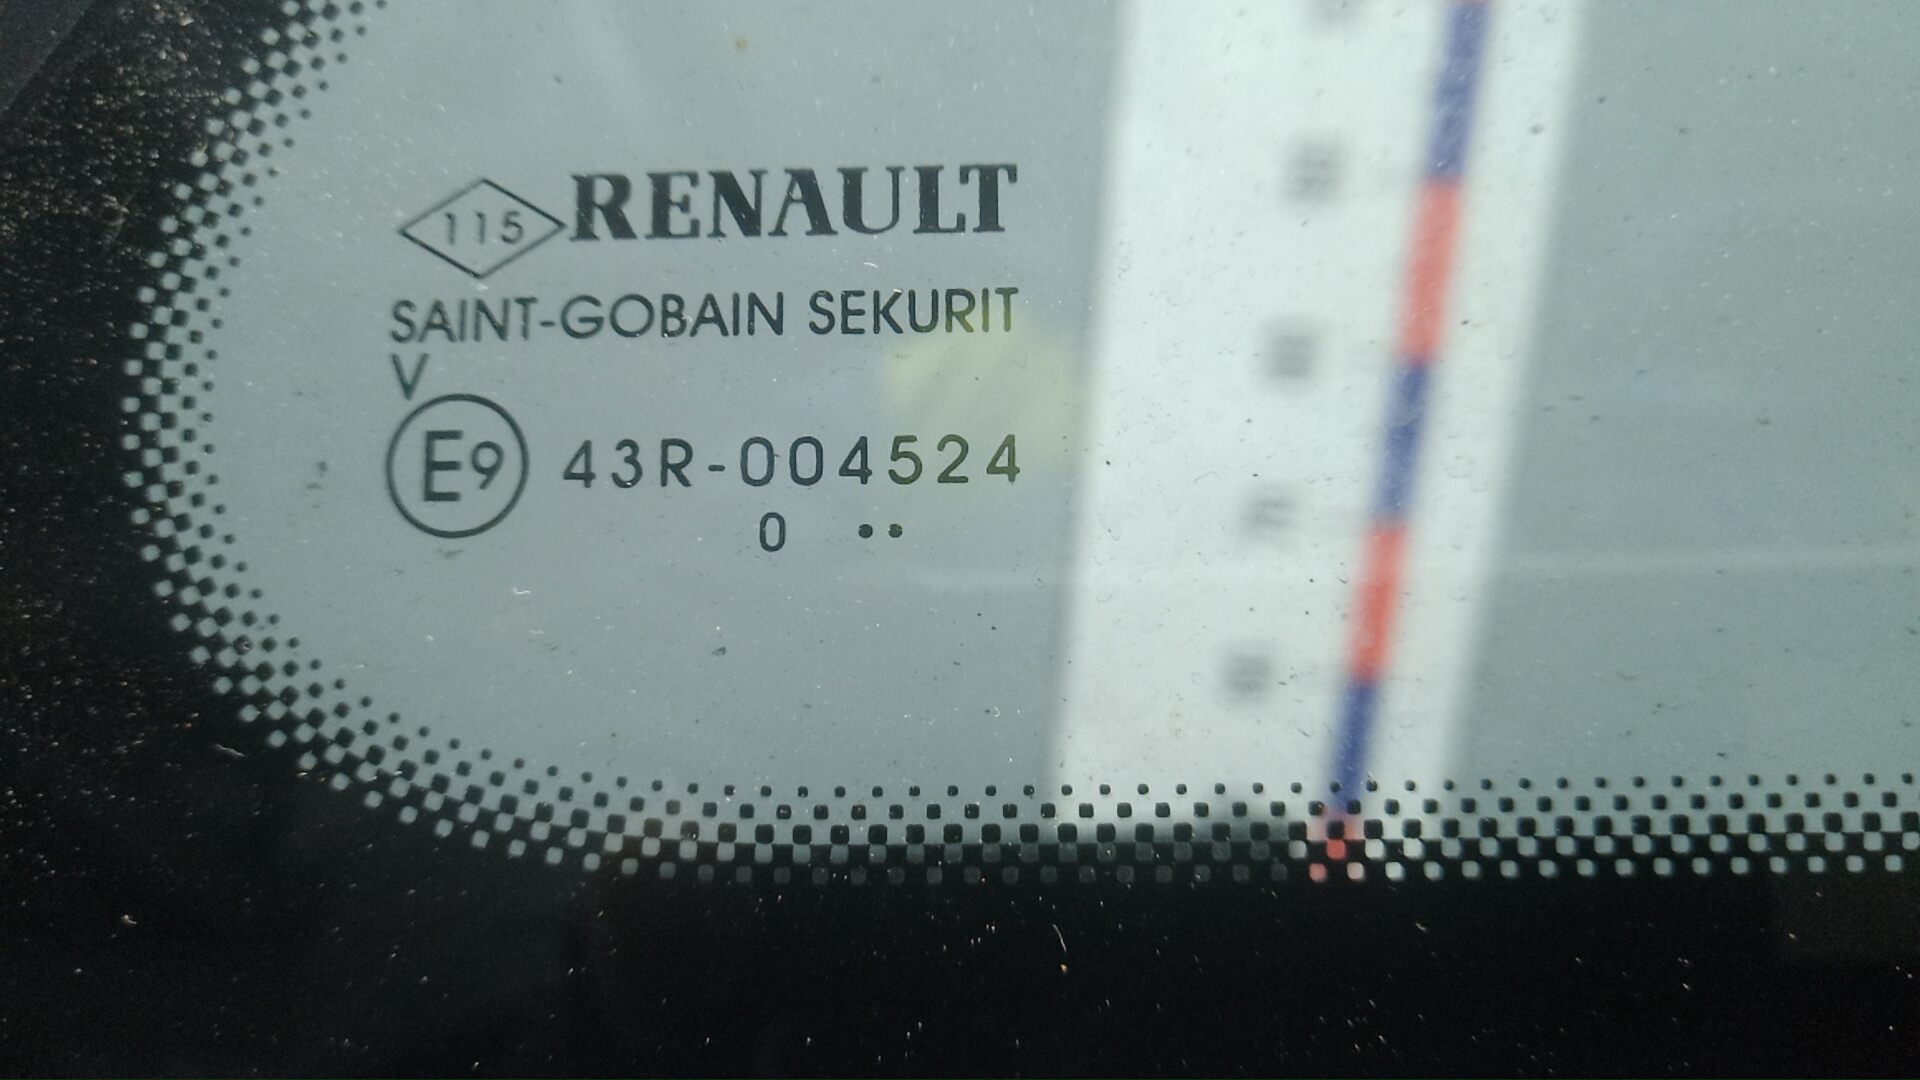 115 RENAULT
SAINT-GOBAIN SEKURIT
V
E9 43R-004524
0 ..